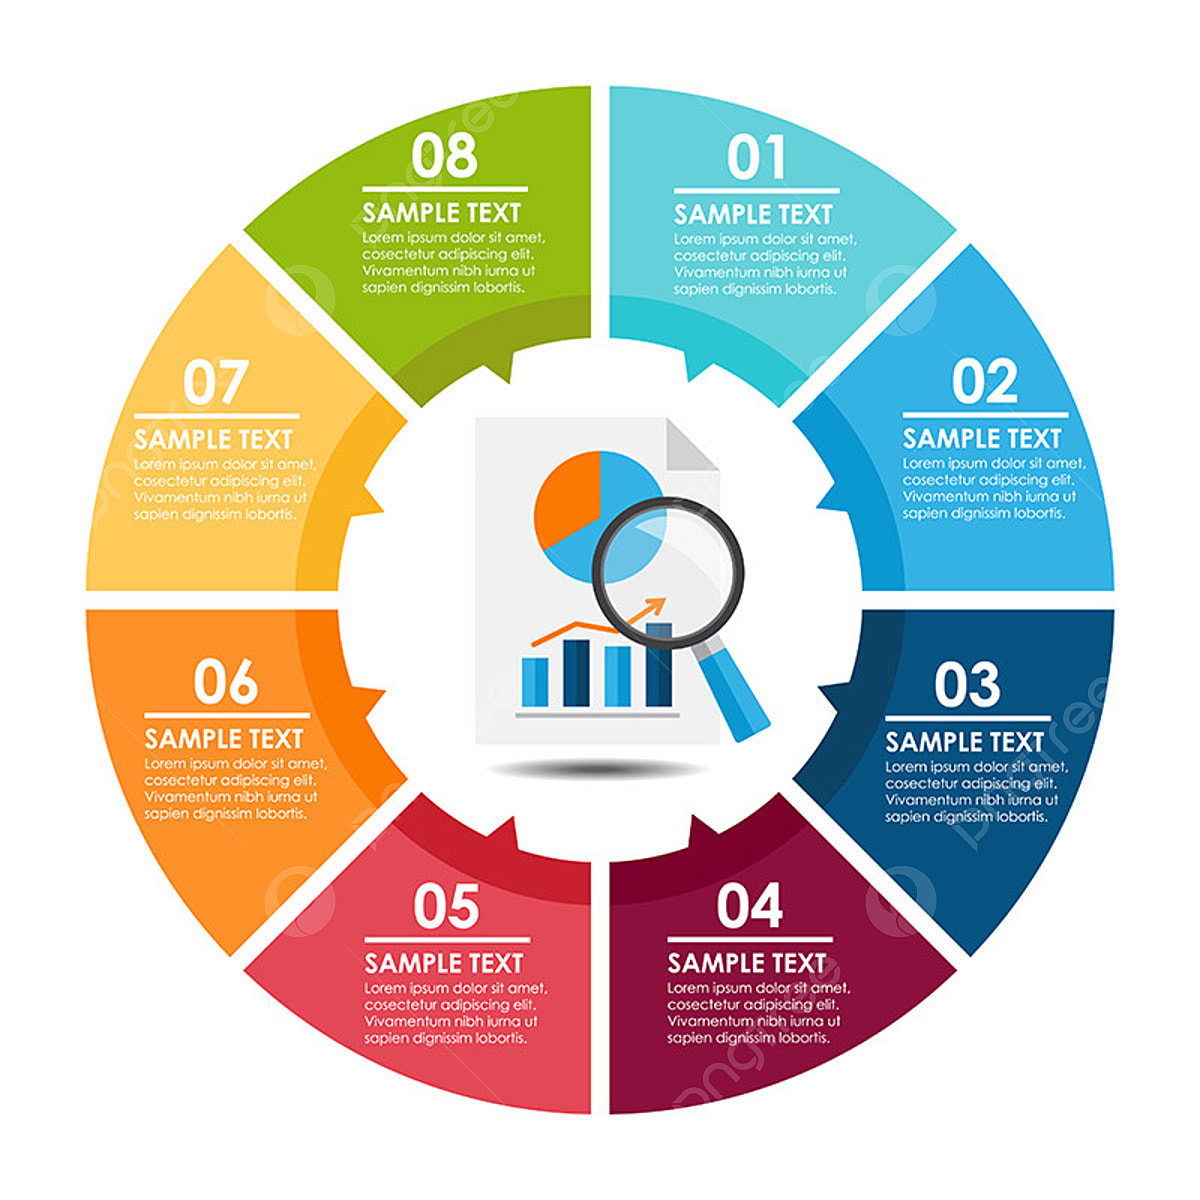 01
SAMPLE TEXT
Lorem ipsum dolor sit amet,
cosectetur adipiscing elit.
Vivamentum nibh iurna ut
sapien dignissim lobortis.
02
SAMPLE TEXT
Lorem ipsum dolor sit amet,
cosectetur adipiscing elit.
Vivamentum nibh iurna ut
sapien dignissim lobortis.
03
SAMPLE TEXT
Lorem ipsum dolor sit amet,
cosectetur adipiscing elit.
Vivamentum nibh iurna ut
sapien dignissim lobortis.
04
SAMPLE TEXT
Lorem ipsum dolor sit amet,
cosectetur adipiscing elit.
Vivamentum nibh iurna ut
sapien dignissim lobortis.
05
SAMPLE TEXT
Lorem ipsum dolor sit amet,
cosectetur adipiscing elit.
Vivamentum nibh iurna ut
sapien dignissim lobortis.
06
SAMPLE TEXT
Lorem ipsum dolor sit amet,
cosectetur adipiscing elit.
Vivamentum nibh iurna ut
sapien dignissim lobortis.
07
SAMPLE TEXT
Lorem ipsum dolor sit amet,
cosectetur adipiscing elit.
Vivamentum nibh iurna ut
sapien dignissim lobortis.
08
SAMPLE TEXT
Lorem ipsum dolor sit amet,
cosectetur adipiscing elit.
Vivamentum nibh iurna ut
sapien dignissim lobortis.
pngtree
pngtree
pngtree
pngtree